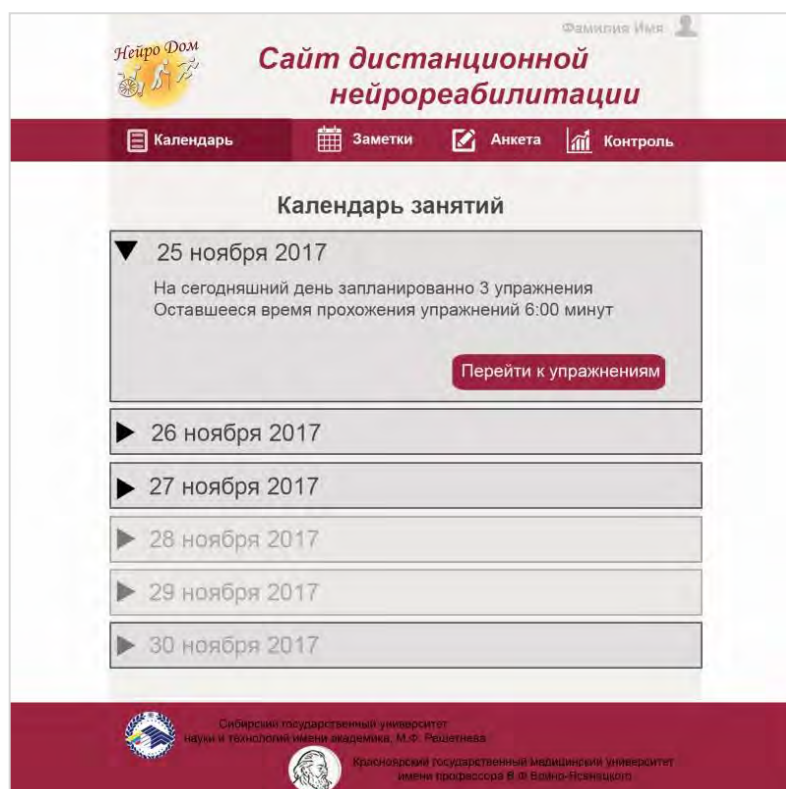 Фамилия Имя
Нейро Дом
Сайт дистанционной
нейрореабилитации
Календарь
Заметки
Анкета
Контроль
Календарь занятий
25 ноября 2017
На сегодняшний день запланированно 3 упражнения
Оставшееся время прохожения упражнений 6:00 минут
Перейти к упражнениям
26 ноября 2017
27 ноября 2017
28 ноября 2017
29 ноября 2017
30 ноября 2017
Сибирский государственный университет
науки и технологий имени академика, М.Ф. Решетнева
Красноярский государственный медицинский университет
имени профессора В.Ф Войно-Ясенецкого